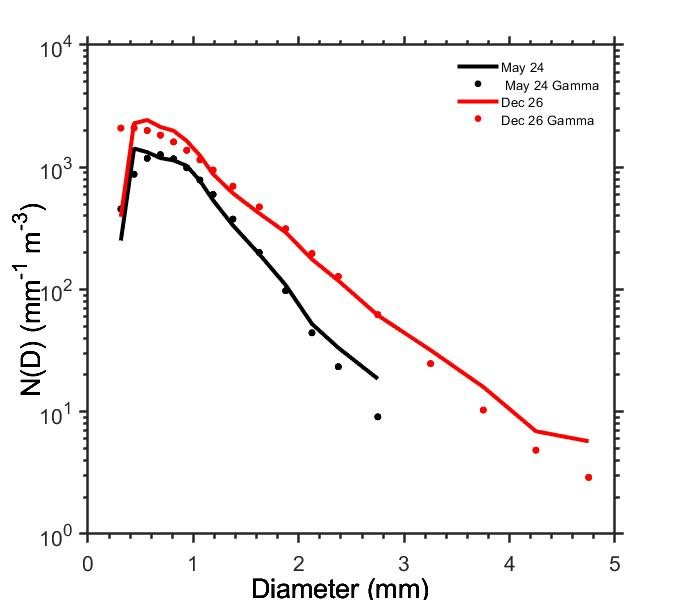 10^4
10^3
10^2
10^1
10^0
N(D) (mm^-1 m^-3)
May 24
May 24 Gamma
Dec 26
Dec 26 Gamma
0 1 2 3 4 5
Diameter (mm)